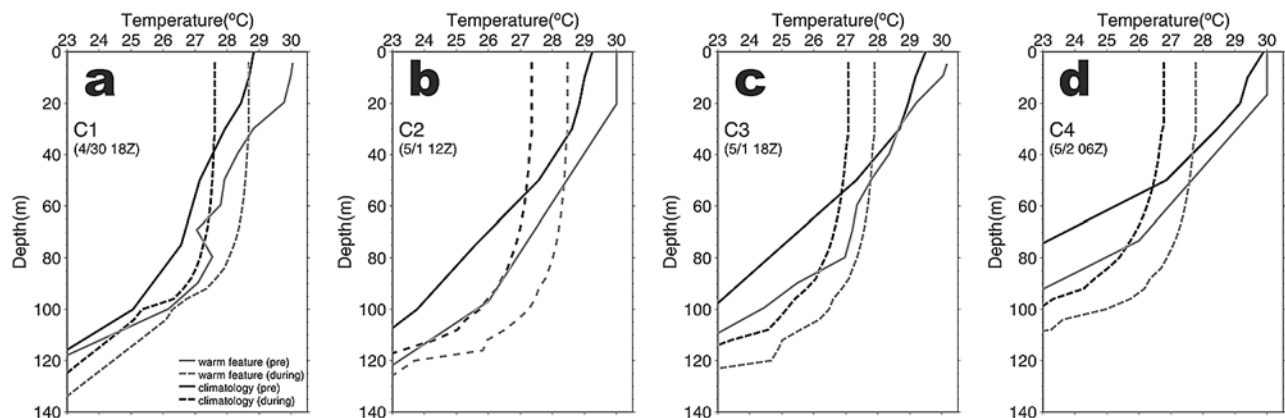 Temperature(ºC)
23 24 25 26 27 28 29 30
0
20
40
60
80
100
120
140
Depth(m)
a
C1
(4/30 18Z)
warm feature (pre)
warm feature (during)
climatology (pre)
climatology (during)
Temperature(ºC)
23 24 25 26 27 28 29 30
0
20
40
60
80
100
120
140
Depth(m)
b
C2
(5/1 12Z)
Temperature(ºC)
23 24 25 26 27 28 29 30
0
20
40
60
80
100
120
140
Depth(m)
c
C3
(5/1 18Z)
Temperature(ºC)
23 24 25 26 27 28 29 30
0
20
40
60
80
100
120
140
Depth(m)
d
C4
(5/2 06Z)